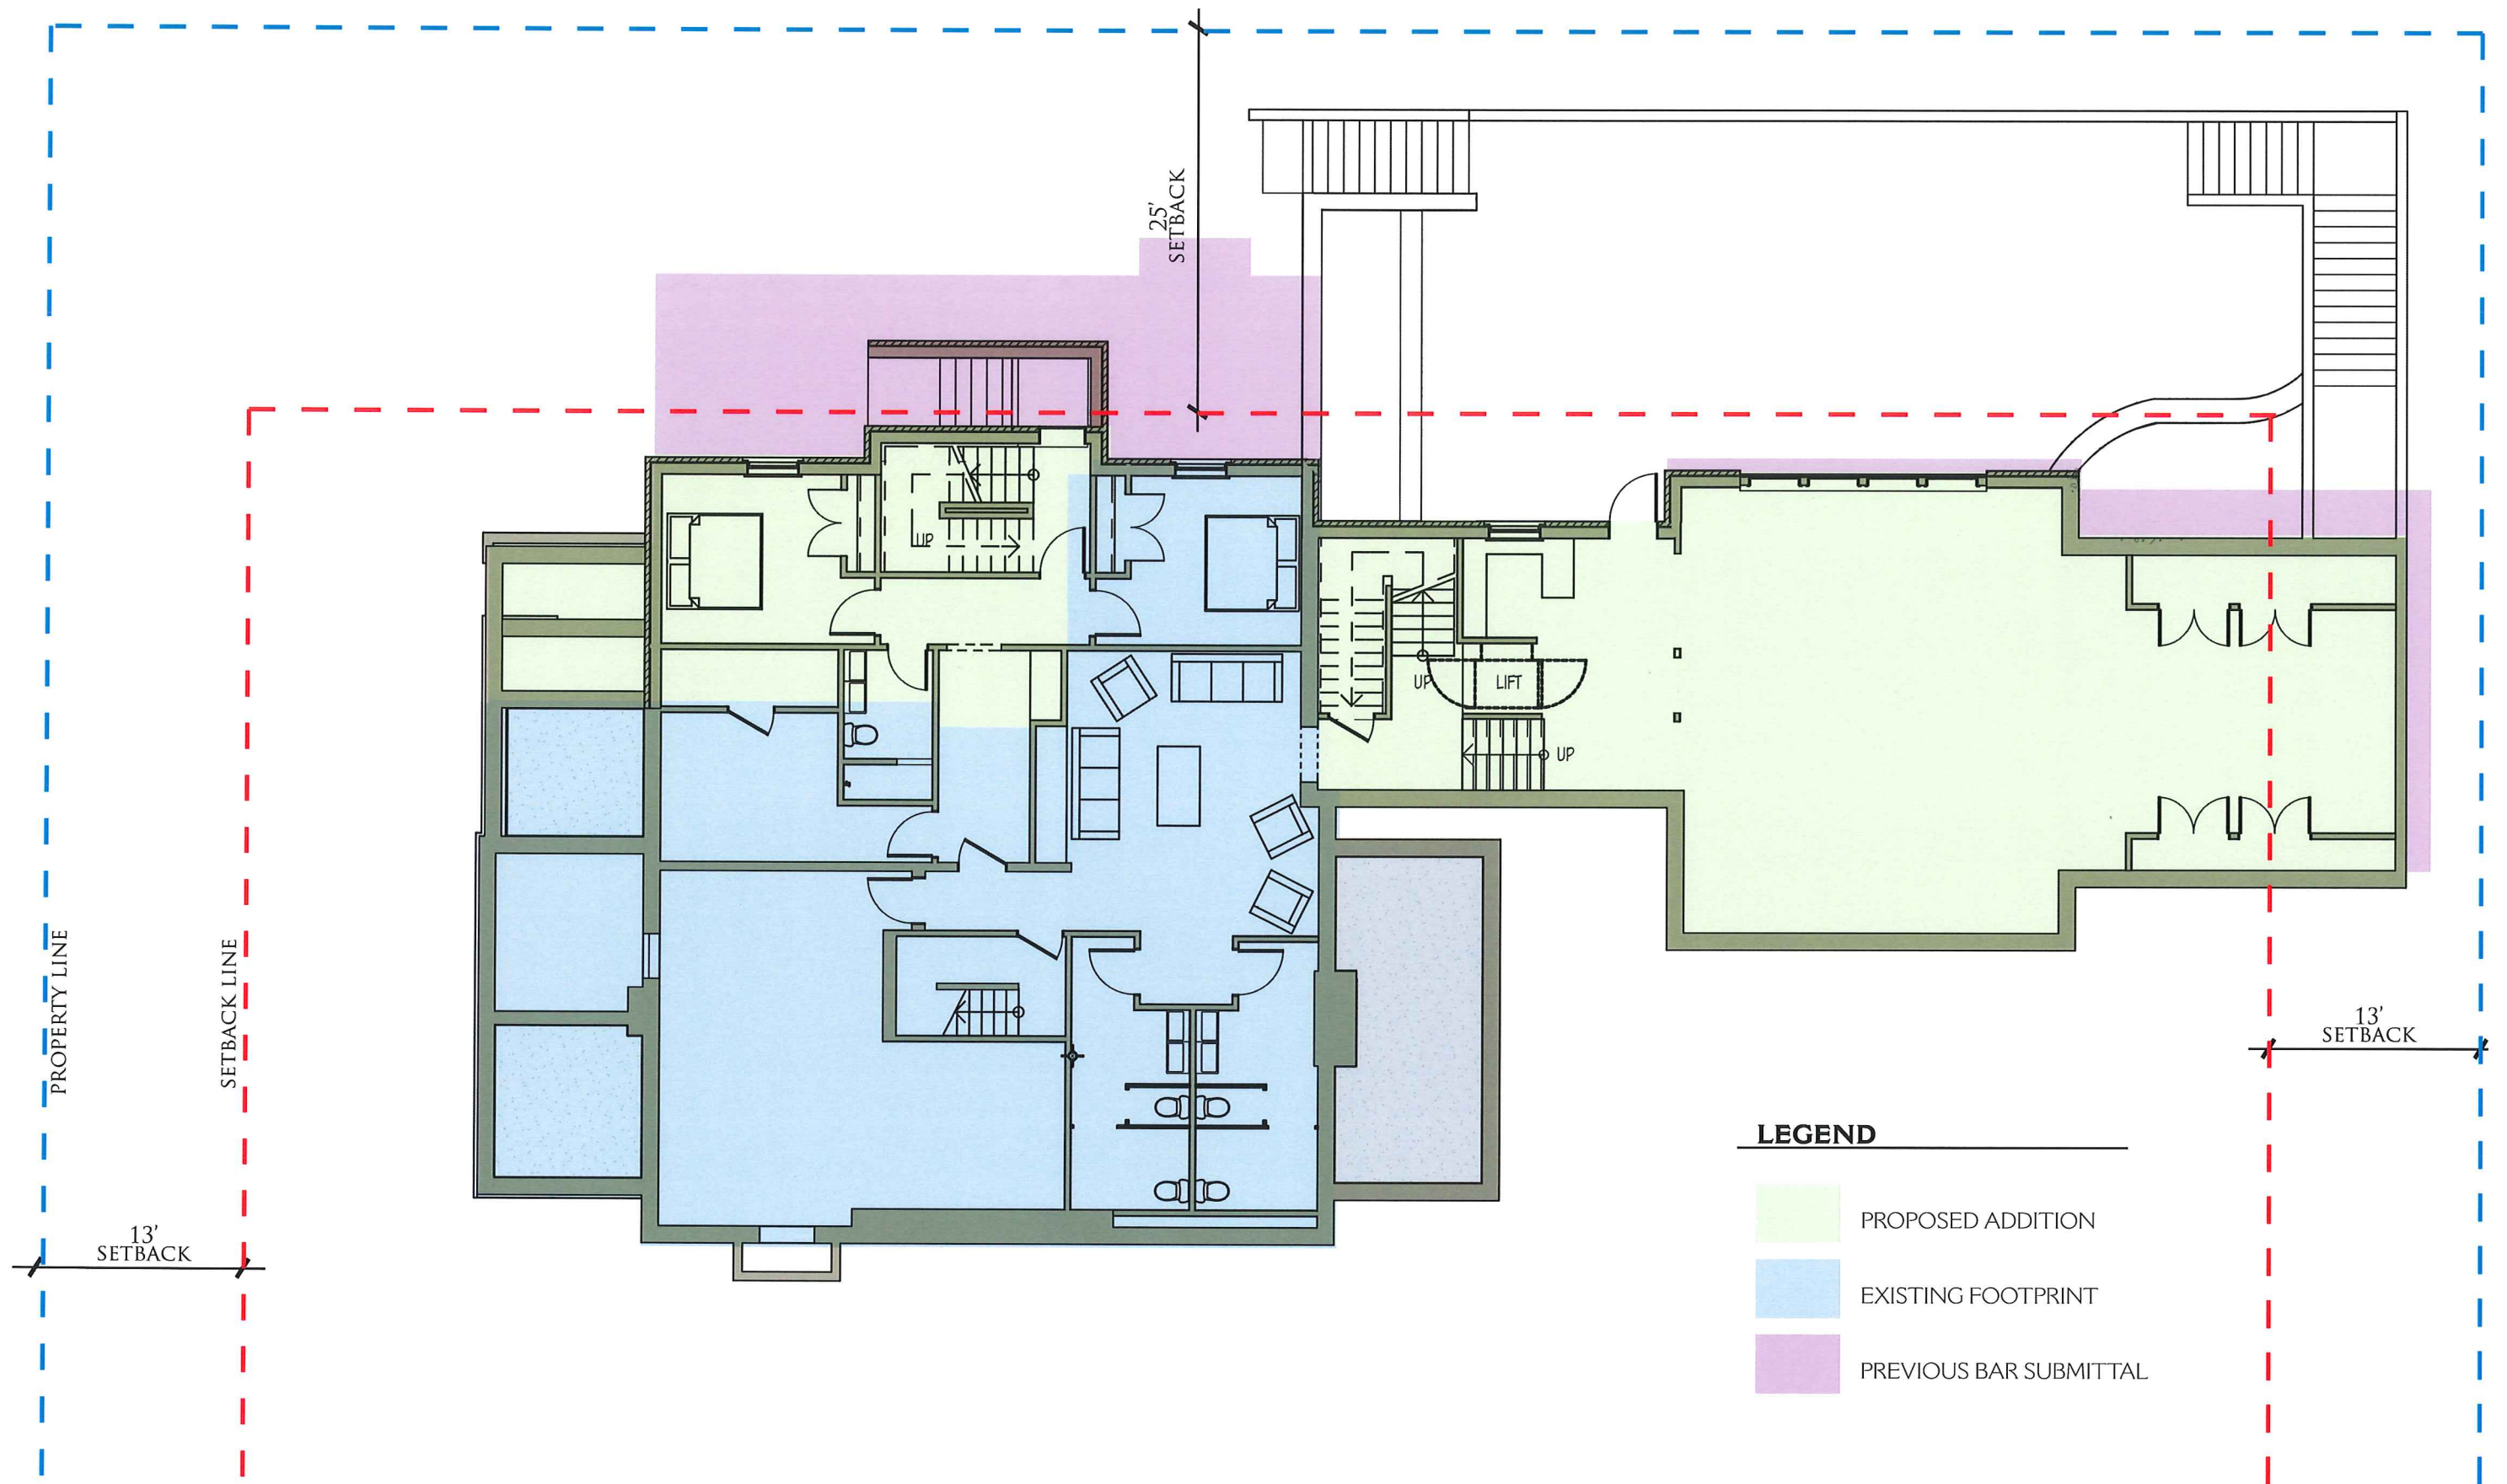 25'
SETBACK
UP
UP
LIFT
UP
PROPERTY LINE
SETBACK LINE
13'
SETBACK
13'
SETBACK
LEGEND
PROPOSED ADDITION
EXISTING FOOTPRINT
PREVIOUS BAR SUBMITTAL